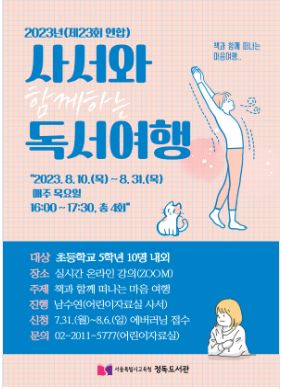 2023년(제23회 연합)
책과 함께 떠나는
마음여행..
사서와
함께하는
독서여행
"2023. 8. 10.(목) ~ 8. 31.(목)
매주 목요일
16:00 ~ 17:30, 총 4회"
대상 초등학교 5학년 10명 내외
장소 실시간 온라인 강의(ZOOM)
주제 책과 함께 떠나는 마음 여행
진행 남수연(어린이자료실 사서)
신청 7.31.(월)~8.6.(일) 에버러닝 접수
문의 02-2011-5777(어린이자료실)
서울특별시교육청 정독도서관